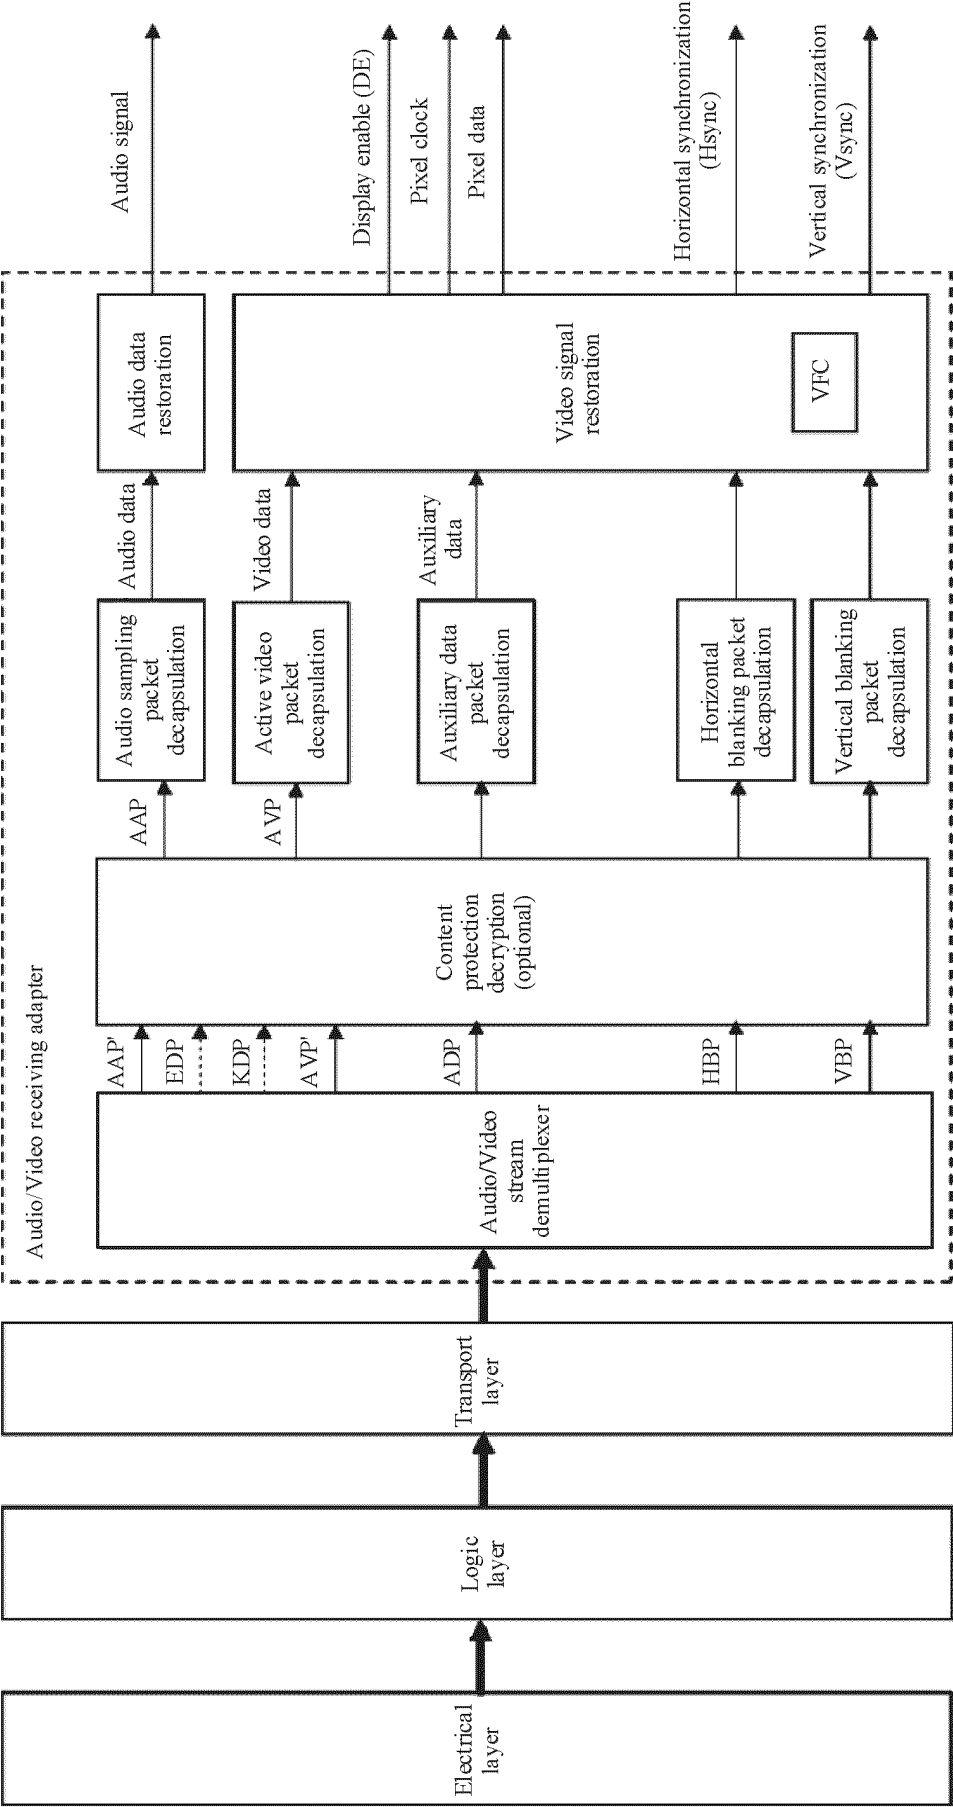 Electrical
layer
Logic
layer
Transport
layer
Audio/Video receiving adapter
Audio/Video
stream
demultiplexer
AAP'
EDP
KDP
AVP'
ADP
HBP
VBP
Content
protection
decryption
(optional)
AAP
AVP
Audio sampling
packet
decapsulation
Active video
packet
decapsulation
Auxiliary data
packet
decapsulation
Horizontal
blanking packet
decapsulation
Vertical blanking
packet
decapsulation
Audio data
Video data
Auxiliary
data
Audio data
restoration
Video signal
restoration
VFC
Audio signal
Display enable (DE)
Pixel clock
Pixel data
Horizontal synchronization
(Hsync)
Vertical synchronization
(Vsync)